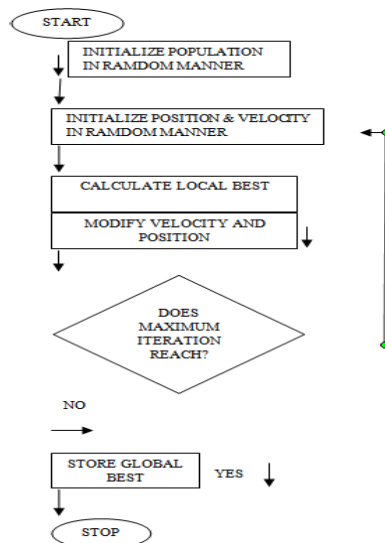 START
INITIALIZE POPULATION
IN RAMDOM MANNER
INITIALIZE POSITION & VELOCITY
IN RAMDOM MANNER
CALCULATE LOCAL BEST
MODIFY VELOCITY AND
POSITION
DOES
MAXIMUM
ITERATION
REACH?
NO
STORE GLOBAL
BEST
YES
STOP